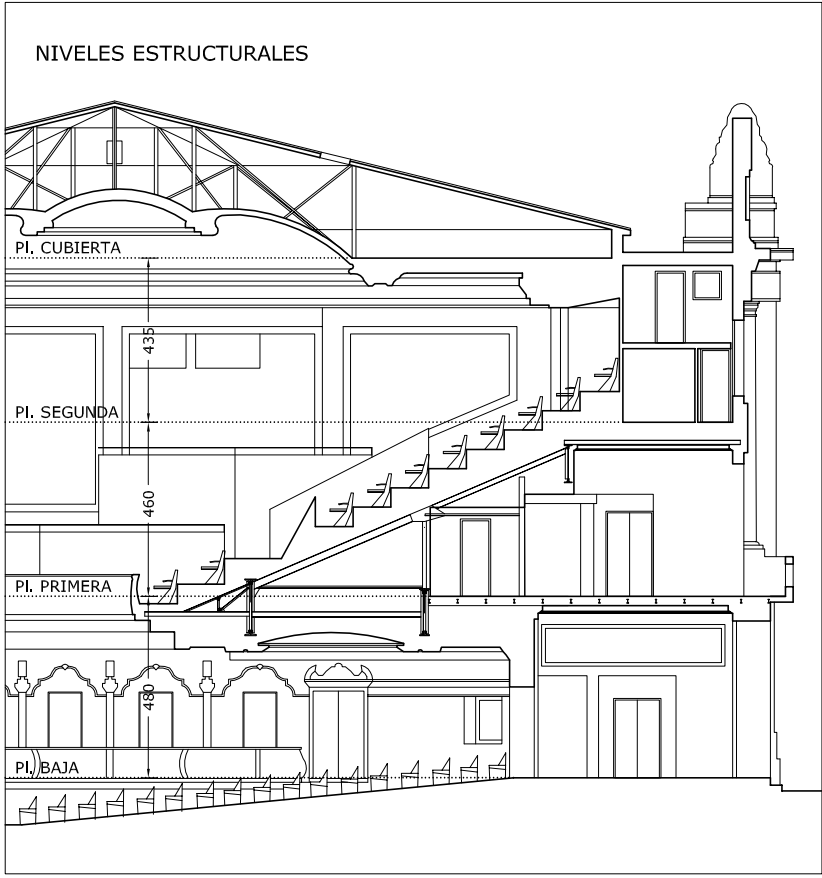 NIVELES ESTRUCTURALES
Pl. CUBIERTA
435
Pl. SEGUNDA
460
Pl. PRIMERA
480
Pl. BAJA